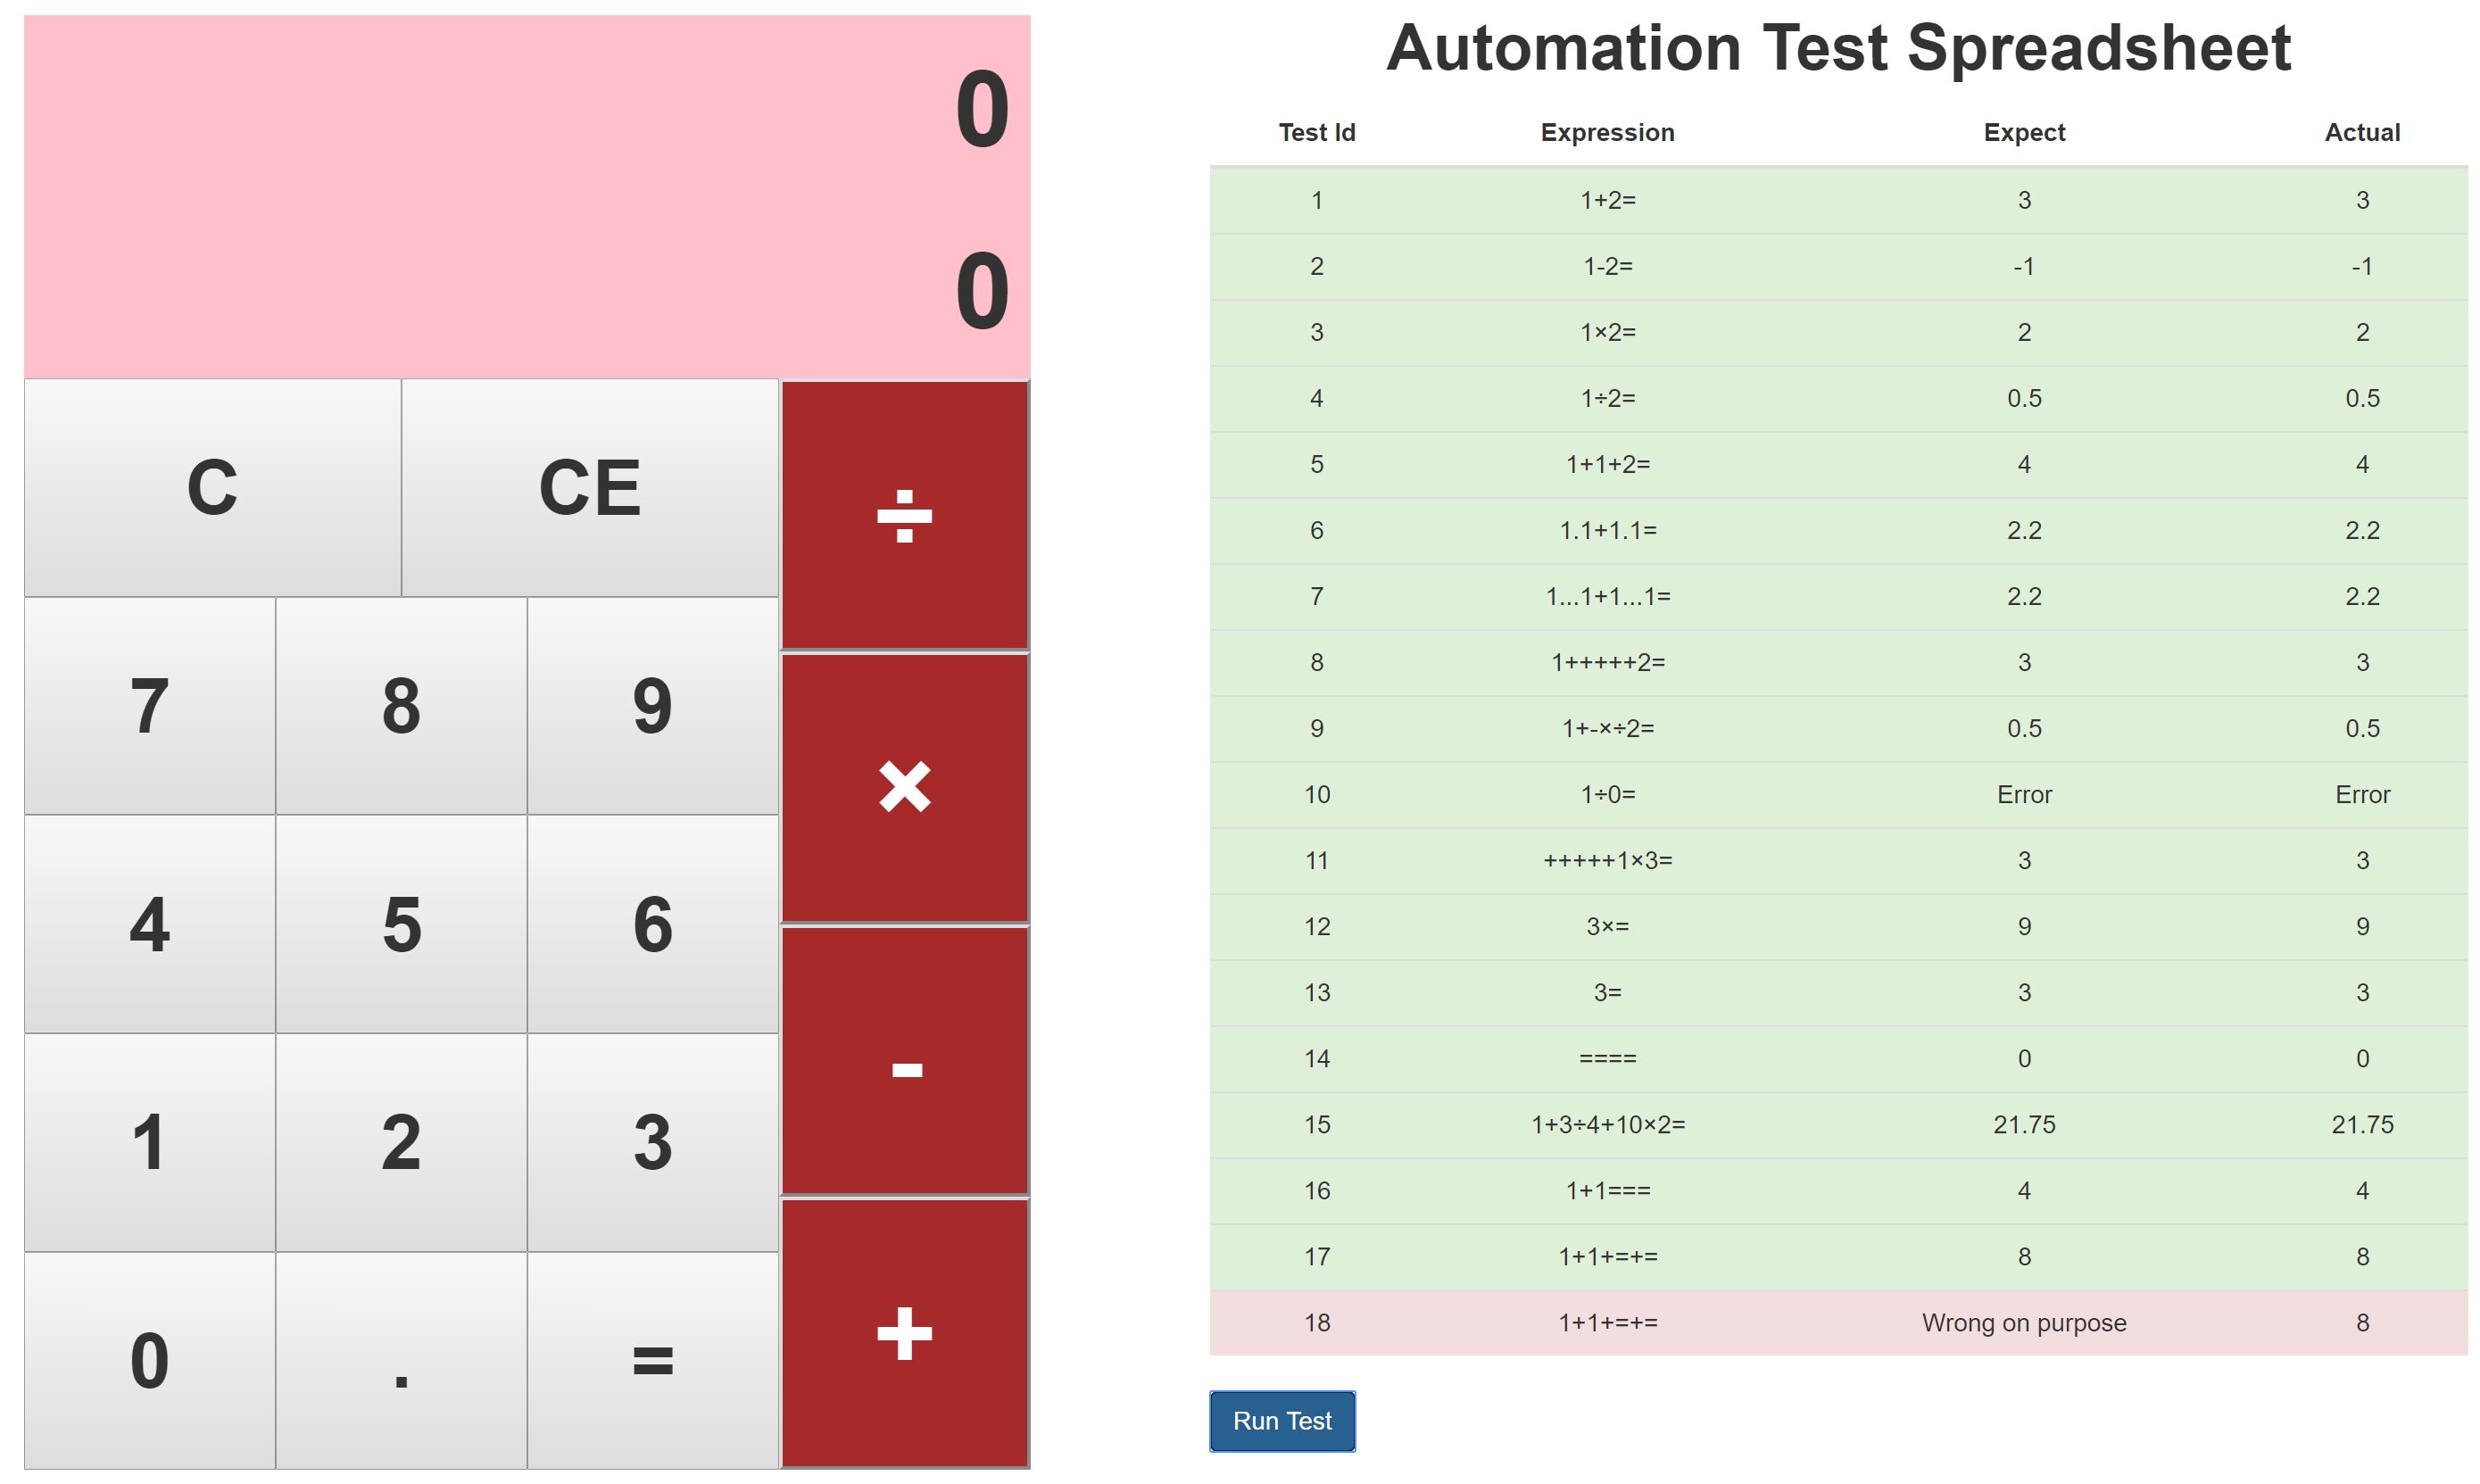 0
0
C CE ÷
7 8 9
×
4 5 6
-
1 2 3
+
0 . =
Automation Test Spreadsheet
Test Id Expression Expect Actual
1 1+2= 3 3
2 1-2= -1 -1
3 1×2= 2 2
4 1÷2= 0.5 0.5
5 1+1+2= 4 4
6 1.1+1.1= 2.2 2.2
7 1...1+1...1= 2.2 2.2
8 1+++++2= 3 3
9 1+-×÷2= 0.5 0.5
10 1÷0= Error Error
11 +++++1×3= 3 3
12 3×= 9 9
13 3= 3 3
14 ==== 0 0
15 1+3÷4+10×2= 21.75 21.75
16 1+1=== 4 4
17 1+1+=+= 8 8
18 1+1+=+= Wrong on purpose 8
Run Test